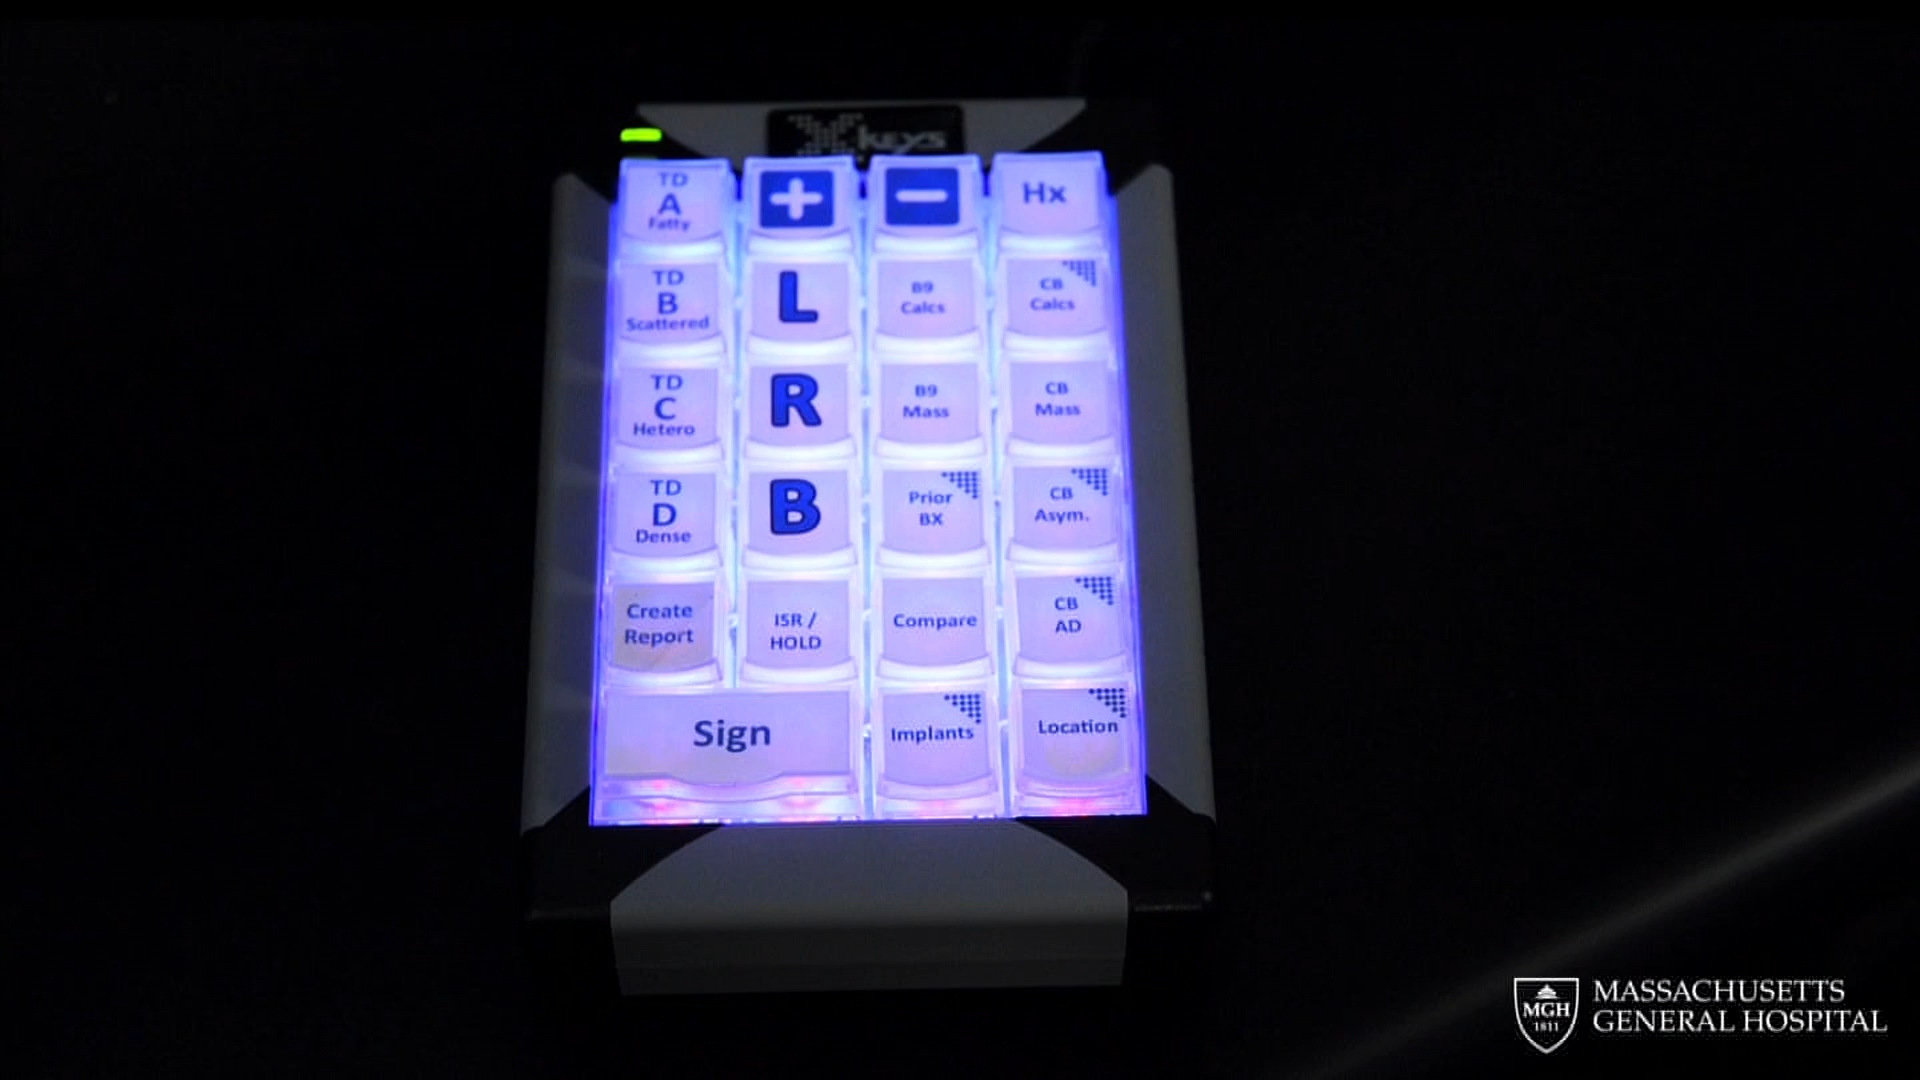 X keys
TD
A
Fatty
+
−
Hx
TD
B
Scattered
L
B9
Calcs
CB
Calcs
TD
C
Hetero
R
B9
Mass
CB
Mass
TD
D
Dense
B
Prior
BX
CB
Asym.
Create
Report
ISR /
HOLD
Compare
CB
AD
Sign
Implants
Location
MGH
1811
MASSACHUSETTS
GENERAL HOSPITAL